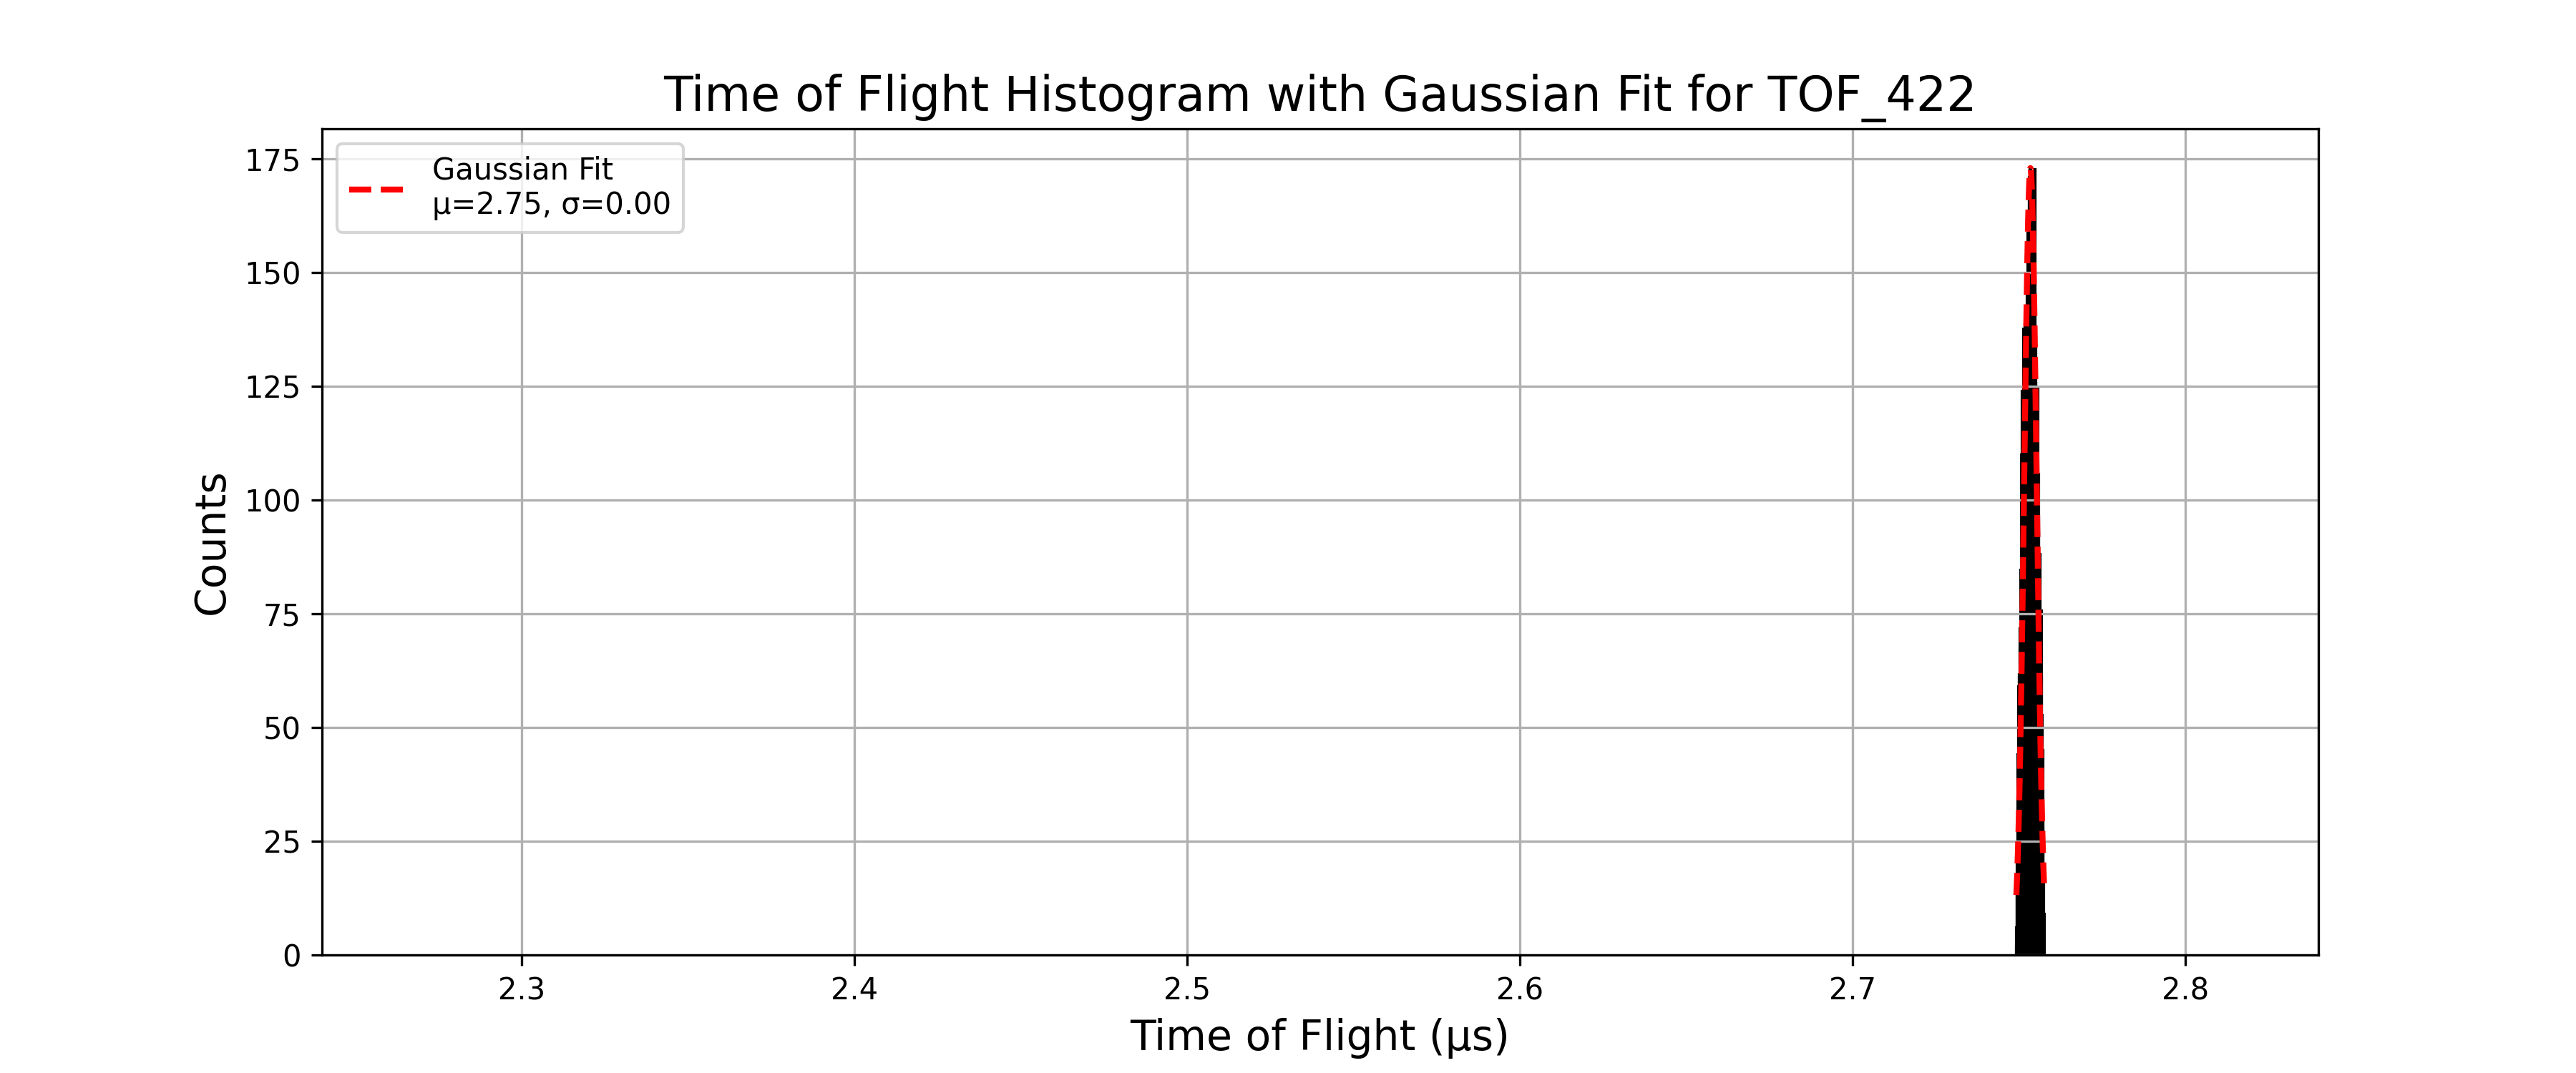 Time of Flight Histogram with Gaussian Fit for TOF_422
Gaussian Fit
μ=2.75, σ=0.00
175
150
125
100
75
50
25
0
Counts
2.3 2.4 2.5 2.6 2.7 2.8
Time of Flight (μs)